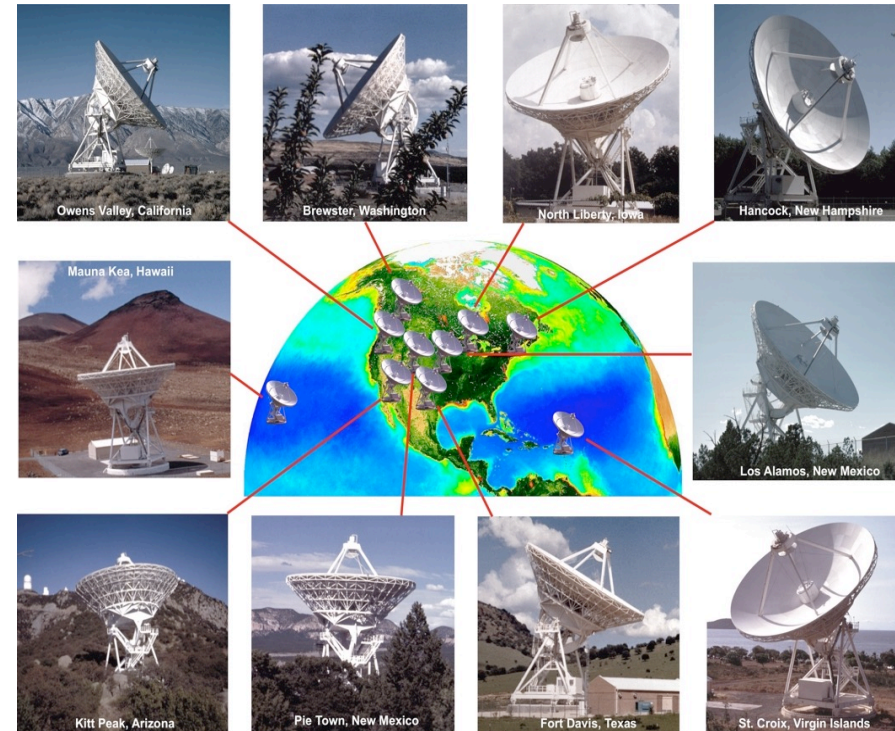 Owens Valley, California
Brewster, Washington
North Liberty, Iowa
Hancock, New Hampshire
Mauna Kea, Hawaii
Los Alamos, New Mexico
Kitt Peak, Arizona
Pie Town, New Mexico
Fort Davis, Texas
St. Croix, Virgin Islands